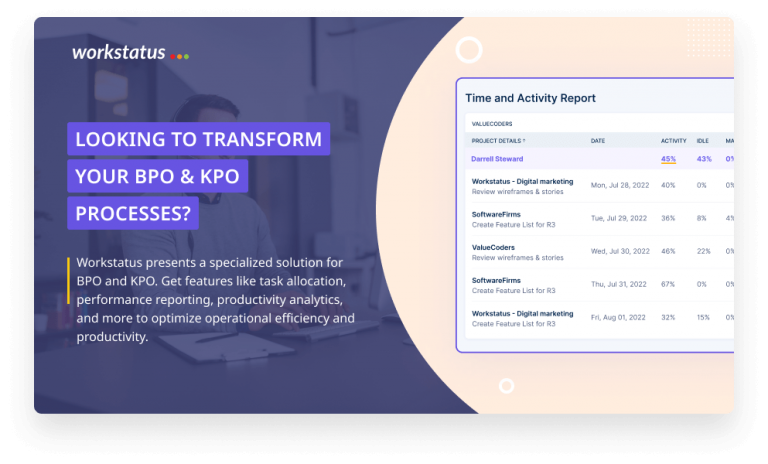 workstatus
LOOKING TO TRANSFORM
YOUR BPO & KPO
PROCESSES?
Workstatus presents a specialized solution for
BPO and KPO. Get features like task allocation,
performance reporting, productivity analytics,
and more to optimize operational efficiency and
productivity.
Time and Activity Report
VALUECODERS
PROJECT DETAILS ↑ DATE ACTIVITY IDLE MA
Darrell Steward 45% 43% 0%
Workstatus - Digital marketing
Review wireframes & stories
Mon, Jul 28, 2022 40% 0% 0%
SoftwareFirms
Create Feature List for R3
Tue, Jul 29, 2022 36% 8% 4%
ValueCoders
Review wireframes & stories
Wed, Jul 30, 2022 46% 22% 0%
SoftwareFirms
Create Feature List for R3
Thu, Jul 31, 2022 67% 0% 0%
Workstatus - Digital marketing
Create Feature List for R3
Fri, Aug 01, 2022 32% 15% 0%